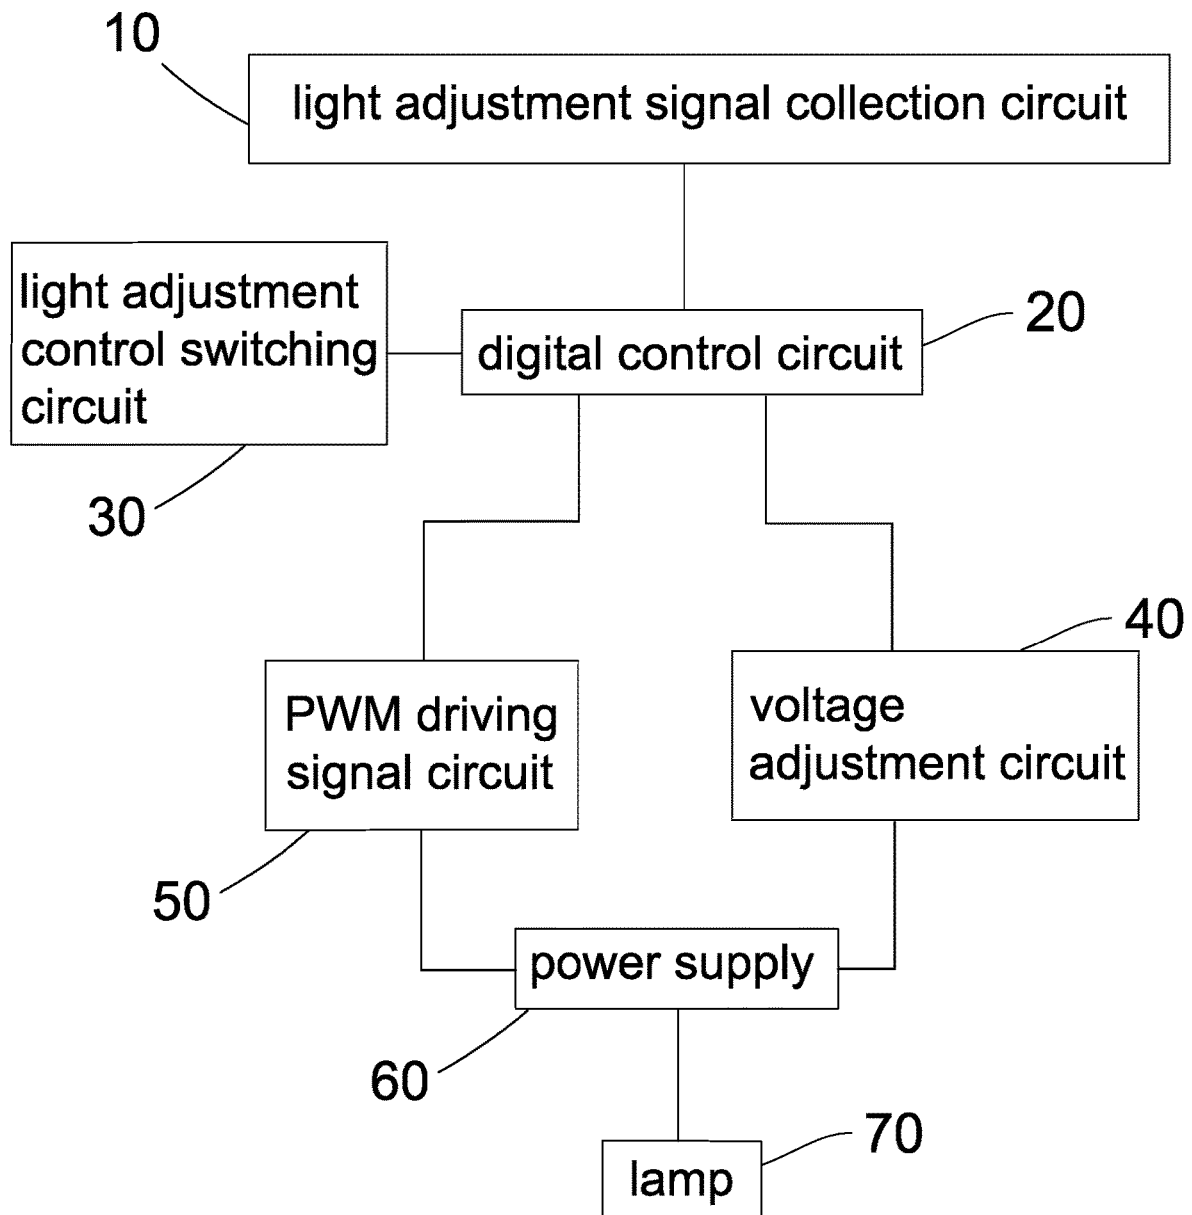 10
light adjustment signal collection circuit
light adjustment
control switching
circuit
20
digital control circuit
30
40
PWM driving
signal circuit
voltage
adjustment circuit
50
power supply
60
70
lamp